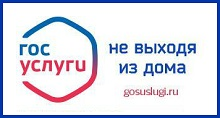 гос
услуги
не выходя
из дома
gosuslugi.ru